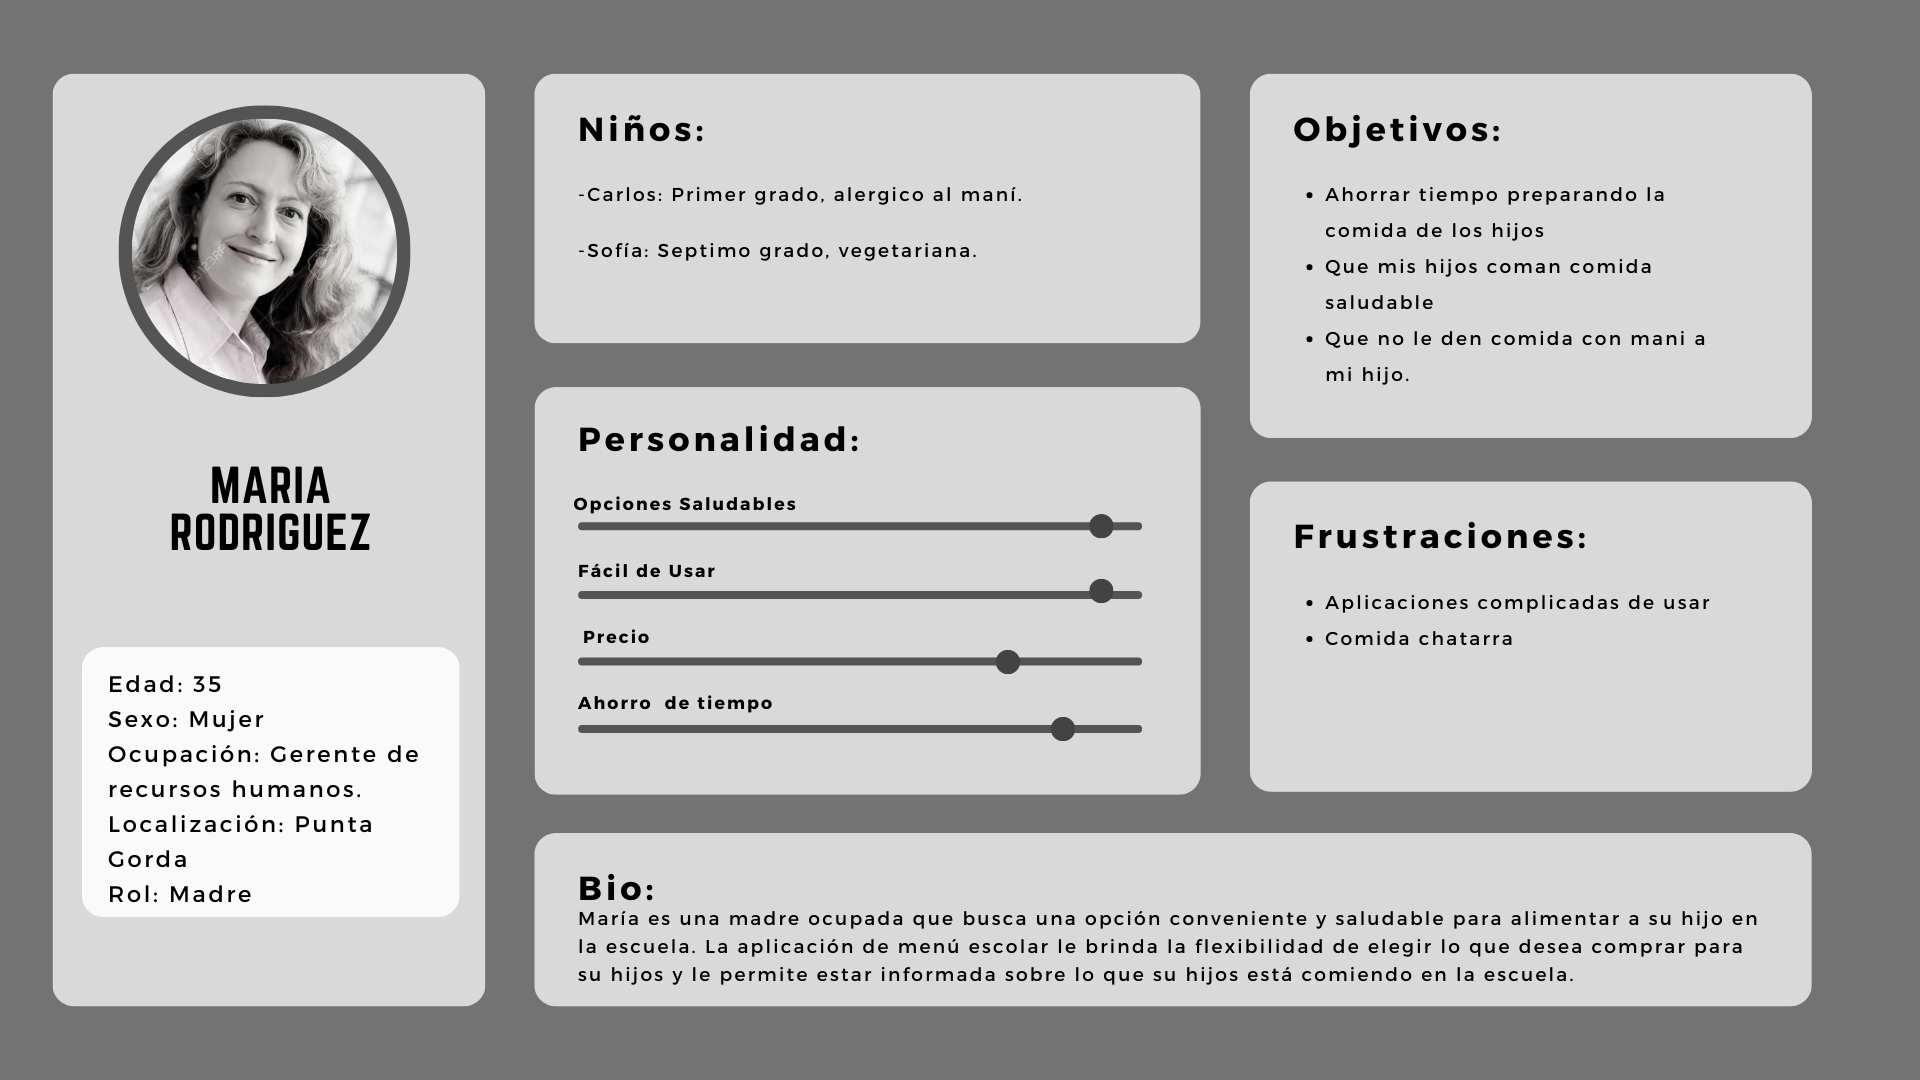 MARIA
RODRIGUEZ
Edad: 35
Sexo: Mujer
Ocupación: Gerente de
recursos humanos.
Localización: Punta
Gorda
Rol: Madre
Niños:
-Carlos: Primer grado, alergico al maní.
-Sofía: Septimo grado, vegetariana.
Personalidad:
Opciones Saludables
Fácil de Usar
Precio
Ahorro de tiempo
Objetivos:
• Ahorrar tiempo preparando la
comida de los hijos
• Que mis hijos coman comida
saludable
• Que no le den comida con mani a
mi hijo.
Frustraciones:
• Aplicaciones complicadas de usar
• Comida chatarra
Bio:
María es una madre ocupada que busca una opción conveniente y saludable para alimentar a su hijo en
la escuela. La aplicación de menú escolar le brinda la flexibilidad de elegir lo que desea comprar para
su hijos y le permite estar informada sobre lo que su hijos está comiendo en la escuela.